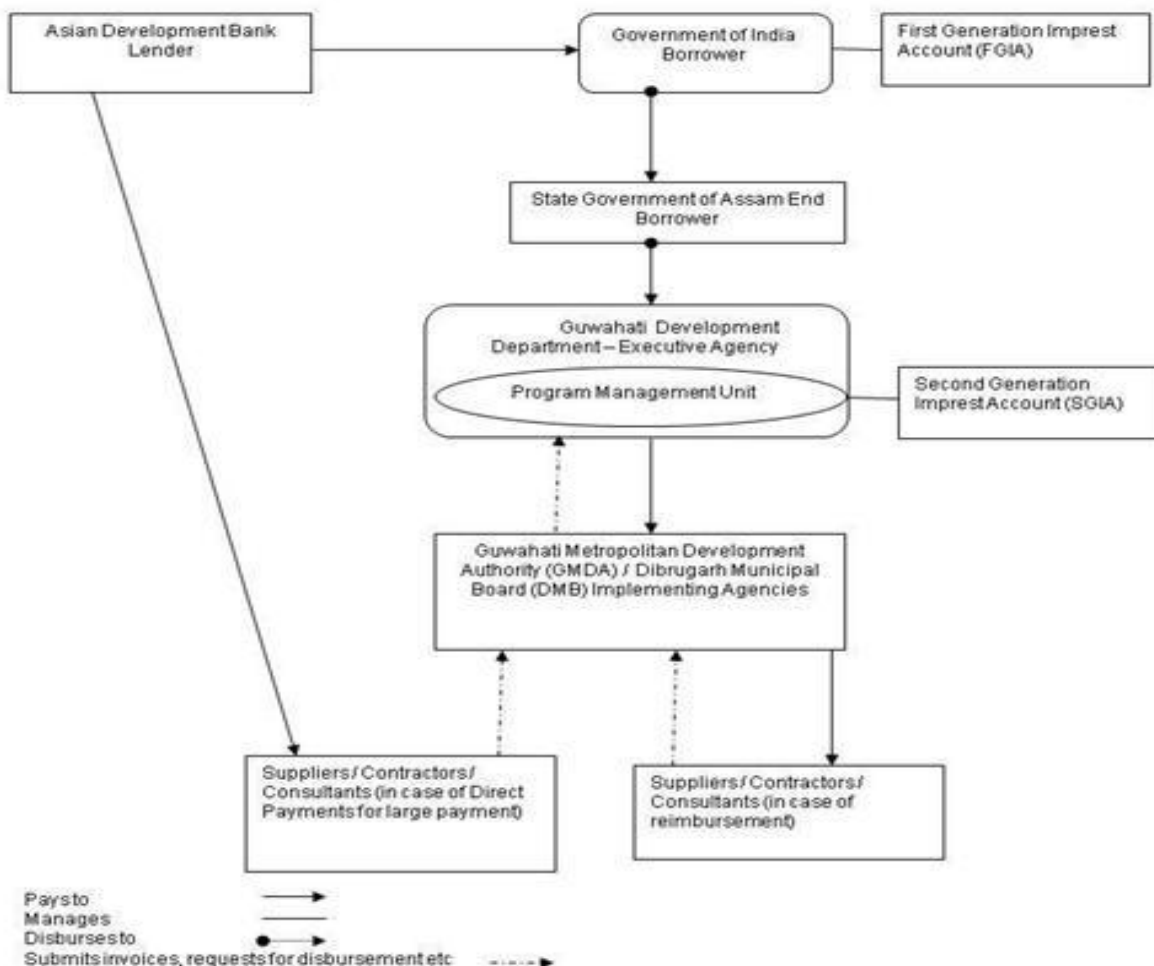 Asian Development Bank
Lender
Government of India
Borrower
First Generation Imprest
Account (FGIA)
State Government of Assam End
Borrower
Guwahati Development
Department – Executive Agency
Program Management Unit
Second Generation
Imprest Account (SGIA)
Guwahati Metropolitan Development
Authority (GMDA) / Dibrugarh Municipal
Board (DMB) Implementing Agencies
Suppliers / Contractors /
Consultants (in case of Direct
Payments for large payment)
Suppliers / Contractors /
Consultants (in case of
reimbursement)
Pays to
Manages
Disburses to
Submits invoices, requests for disbursement etc